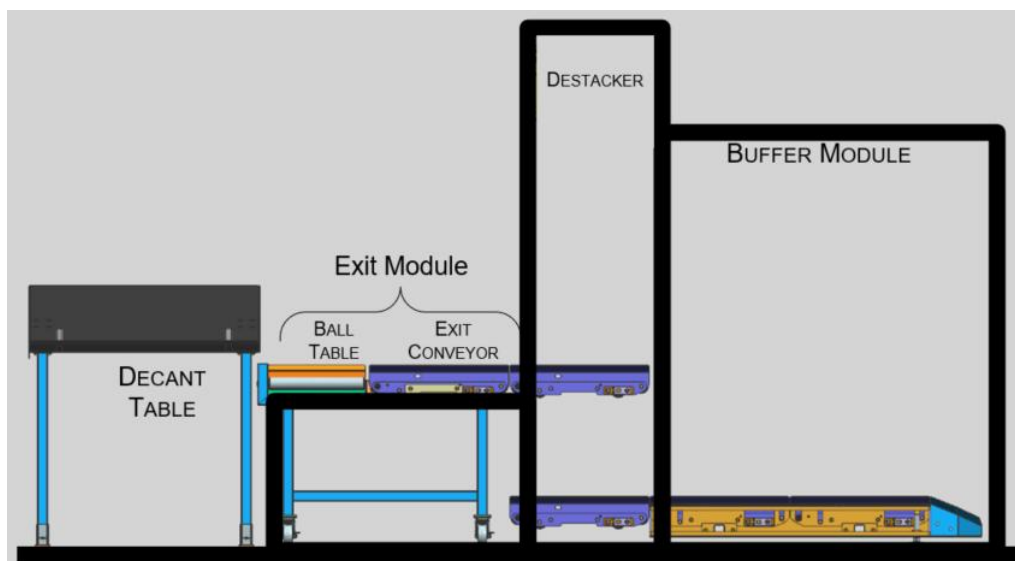 DESTACKER
BUFFER MODULE
Exit Module
BALL
TABLE
EXIT
CONVEYOR
DECANT
TABLE